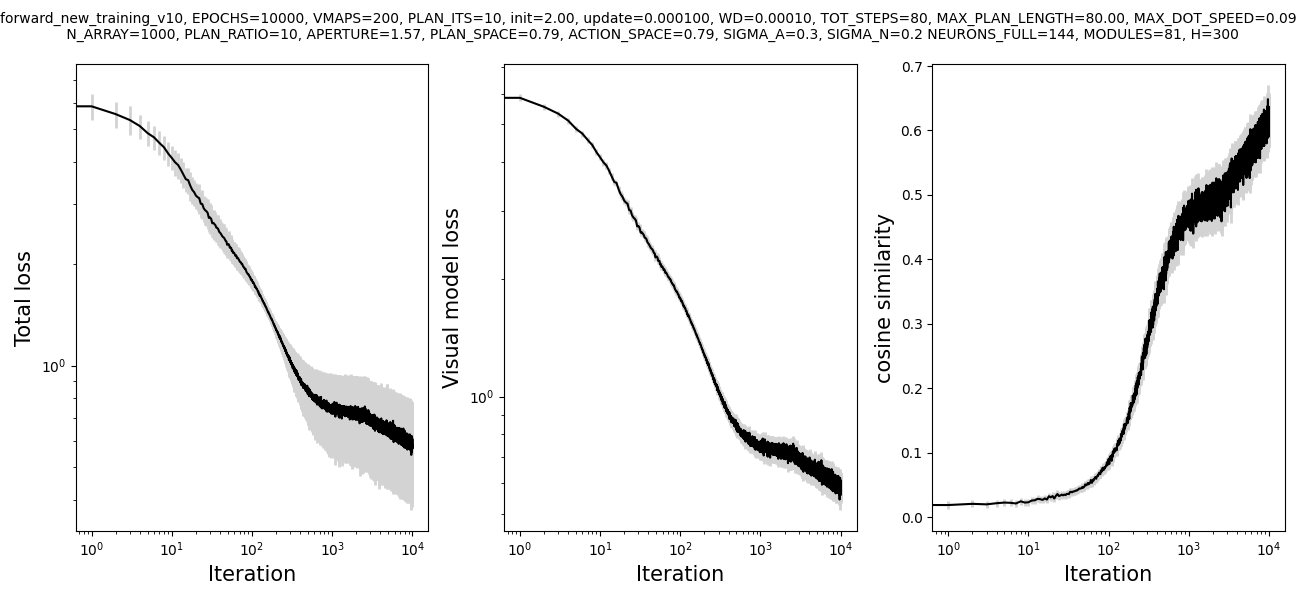 forward_new_training_v10, EPOCHS=10000, VMAPS=200, PLAN_ITS=10, init=2.00, update=0.000100, WD=0.00010, TOT_STEPS=80, MAX_PLAN_LENGTH=80.00, MAX_DOT_SPEED=0.09
N_ARRAY=1000, PLAN_RATIO=10, APERTURE=1.57, PLAN_SPACE=0.79, ACTION_SPACE=0.79, SIGMA_A=0.3, SIGMA_N=0.2 NEURONS_FULL=144, MODULES=81, H=300
Total loss
10⁰
10⁰ 10¹ 10² 10³ 10⁴
Iteration
Visual model loss
10⁰
10⁰ 10¹ 10² 10³ 10⁴
Iteration
cosine similarity
0.7
0.6
0.5
0.4
0.3
0.2
0.1
0.0
10⁰ 10¹ 10² 10³ 10⁴
Iteration